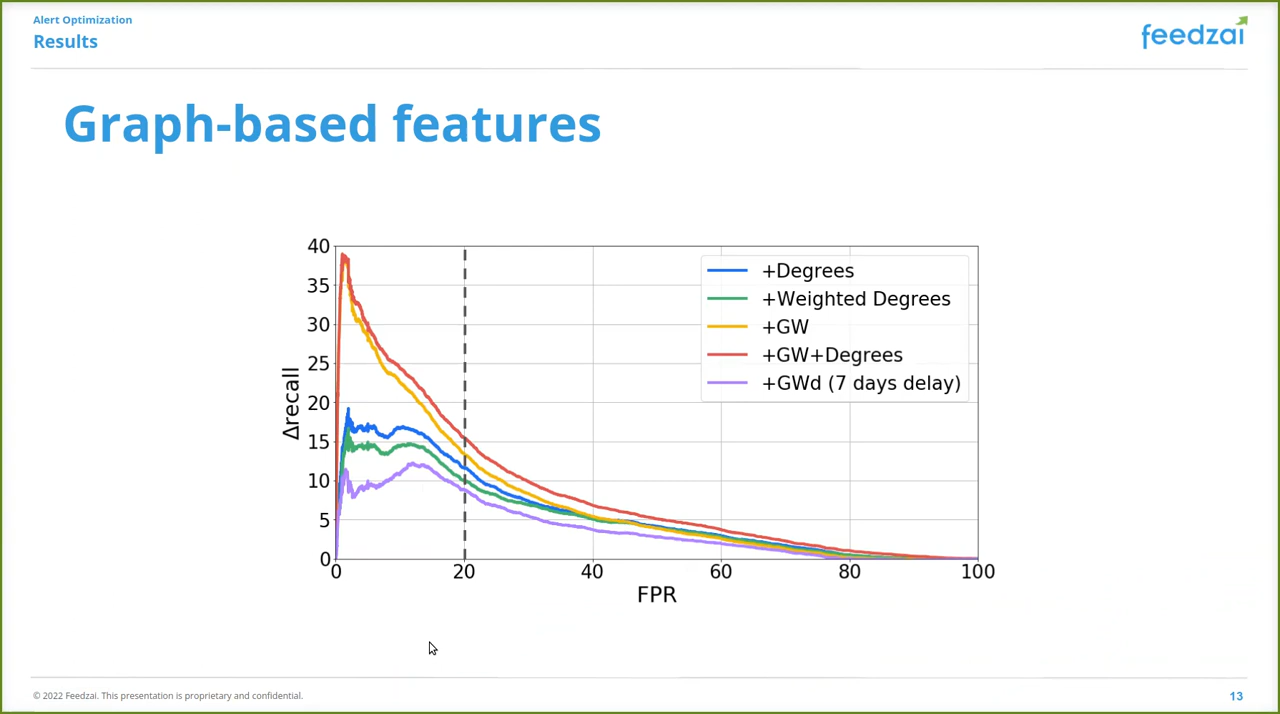 Alert Optimization
Results
feedzai
Graph-based features
40
35
30
25
20
15
10
5
0
Δrecall
+Degrees
+Weighted Degrees
+GW
+GW+Degrees
+GWd (7 days delay)
0 20 40 60 80 100
FPR
© 2022 Feedzai. This presentation is proprietary and confidential.
13